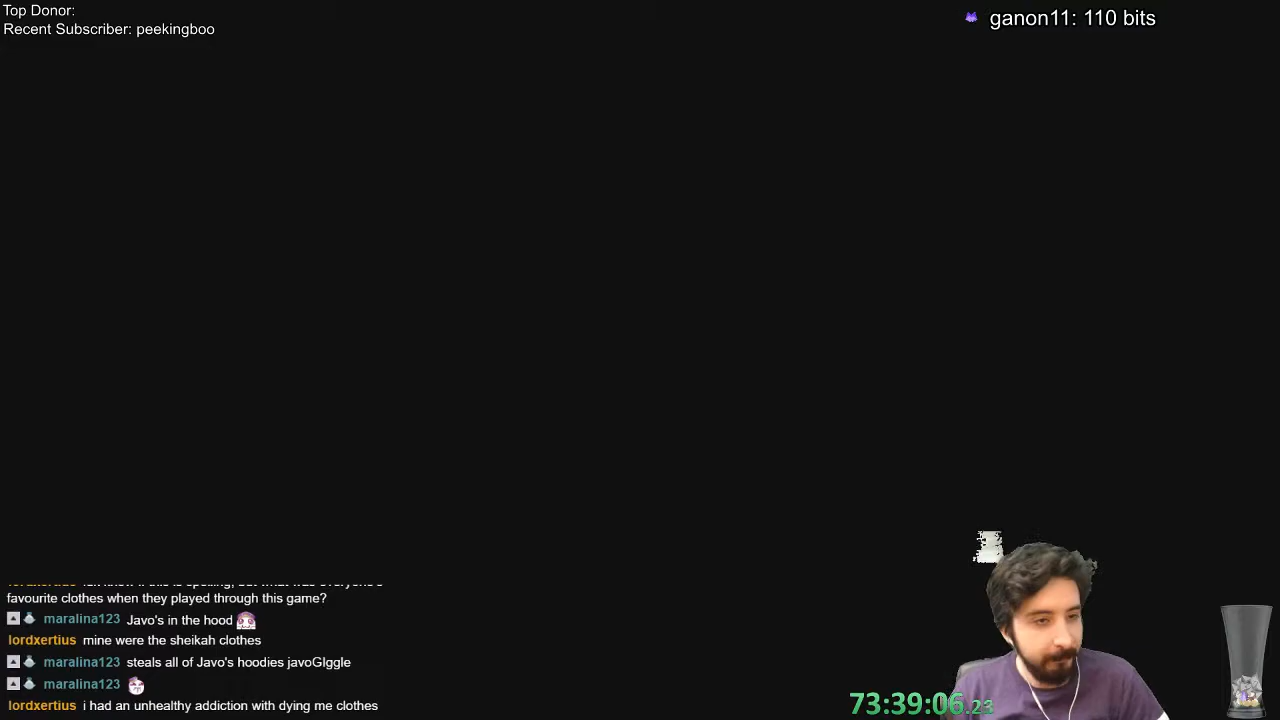 Top Donor:
Recent Subscriber: peekingboo
ganon11: 110 bits
favourite clothes when they played through this game?
maralina123 Javo's in the hood
lordxertius mine were the sheikah clothes
maralina123 steals all of Javo's hoodies javoGIggle
maralina123
lordxertius i had an unhealthy addiction with dying me clothes
73:39:06.23